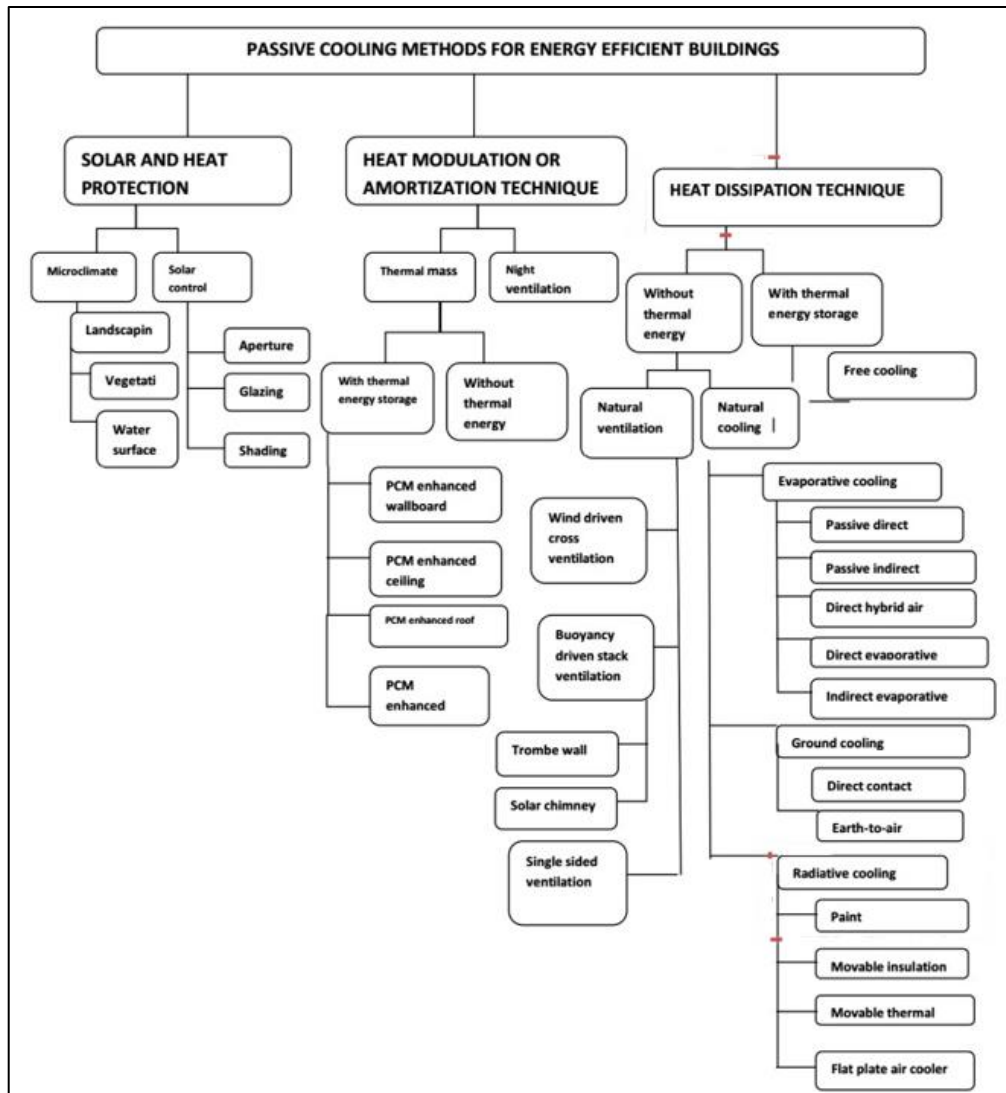 PASSIVE COOLING METHODS FOR ENERGY EFFICIENT BUILDINGS
SOLAR AND HEAT
PROTECTION
HEAT MODULATION OR
AMORTIZATION TECHNIQUE
HEAT DISSIPATION TECHNIQUE
Microclimate
Solar
control
Thermal mass
Night
ventilation
Without
thermal
energy
With thermal
energy storage
Landscapin
Vegetati
Water
surface
Aperture
Glazing
Shading
With thermal
energy storage
Without
thermal
energy
Natural
ventilation
Natural
cooling
Free cooling
PCM enhanced
wallboard
PCM enhanced
ceiling
PCM enhanced roof
PCM
enhanced
Wind driven
cross
ventilation
Buoyancy
driven stack
ventilation
Trombe wall
Solar chimney
Single sided
ventilation
Evaporative cooling
Passive direct
Passive indirect
Direct hybrid air
Direct evaporative
Indirect evaporative
Ground cooling
Direct contact
Earth-to-air
Radiative cooling
Paint
Movable insulation
Movable thermal
Flat plate air cooler